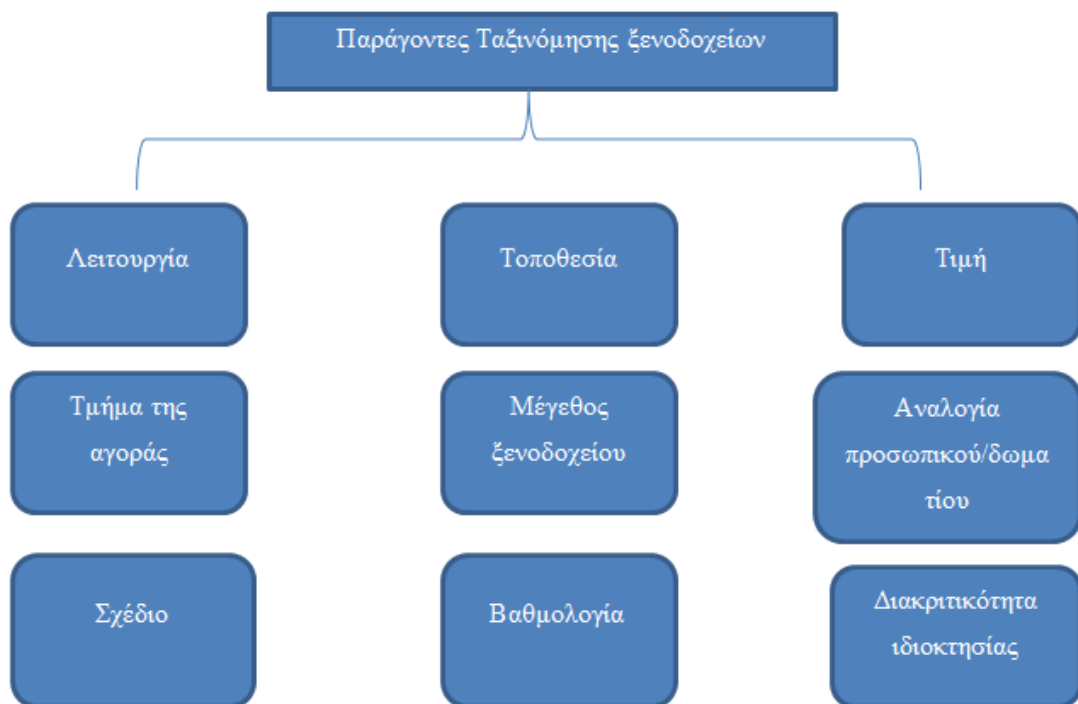 Παράγοντες Ταξινόμησης ξενοδοχείων
Λειτουργία
Τοποθεσία
Τιμή
Τμήμα της
αγοράς
Μέγεθος
ξενοδοχείου
Αναλογία
προσωπικού/δωμα
τίου
Σχέδιο
Βαθμολογία
Διακριτικότητα
ιδιοκτησίας